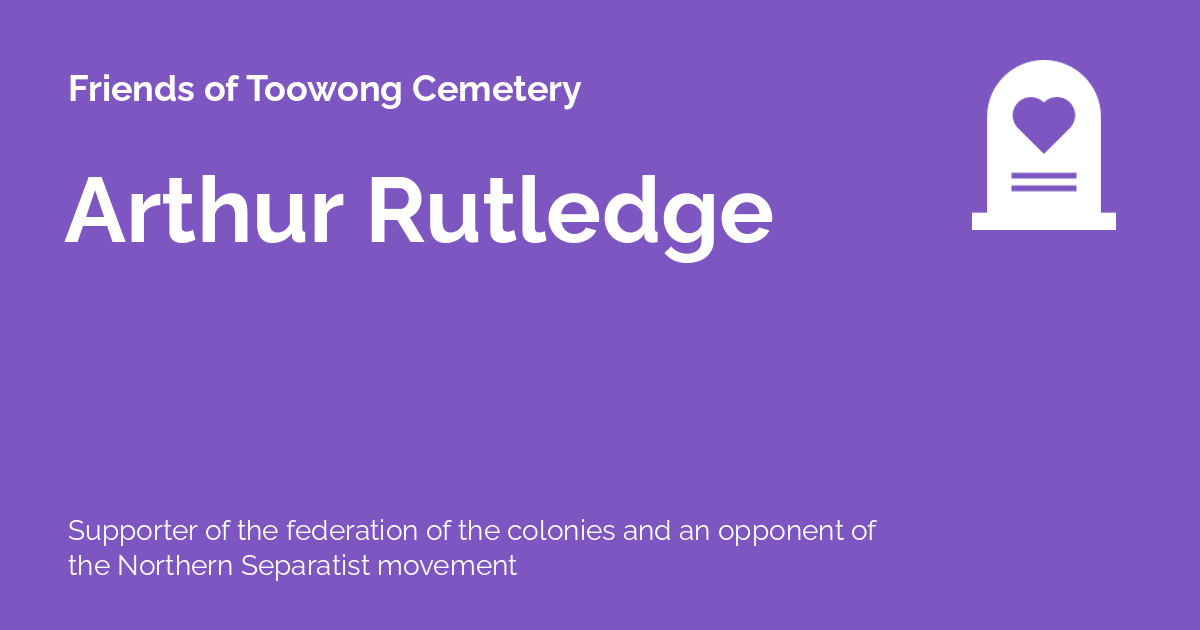 Friends of Toowong Cemetery
Arthur Rutledge
Supporter of the federation of the colonies and an opponent of
the Northern Separatist movement